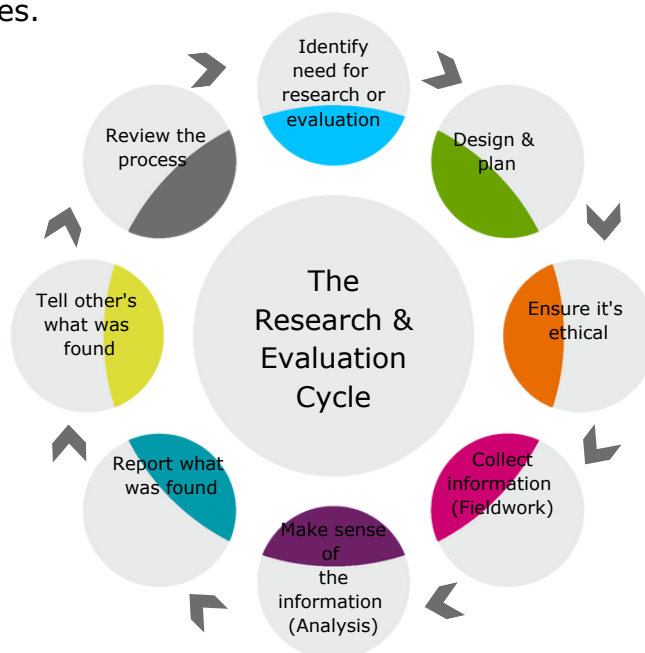 es.
Identify
need for
research or
evaluation
Design &
plan
Ensure it's
ethical
Collect
information
(Fieldwork)
Make sense
of
the
information
(Analysis)
Report what
was found
Tell other's
what was
found
Review the
process
The
Research &
Evaluation
Cycle